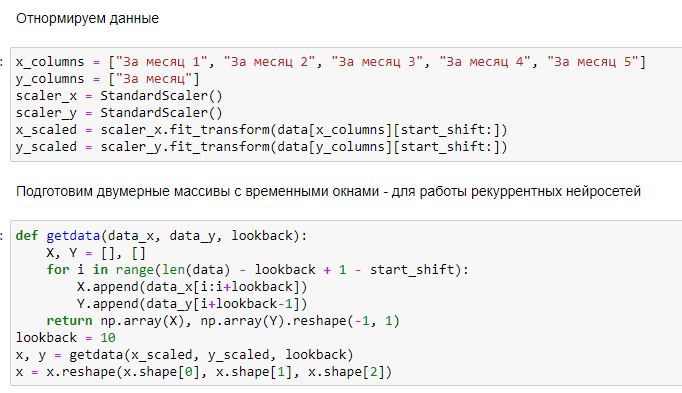 Отнормируем данные
: x_columns = ["За месяц 1", "За месяц 2", "За месяц 3", "За месяц 4", "За месяц 5"]
y_columns = ["За месяц"]
scaler_x = StandardScaler()
scaler_y = StandardScaler()
x_scaled = scaler_x.fit_transform(data[x_columns][start_shift:])
y_scaled = scaler_y.fit_transform(data[y_columns][start_shift:])
Подготовим двумерные массивы с временными окнами - для работы рекуррентных нейросетей
: def getdata(data_x, data_y, lookback):
    X, Y = [], []
    for i in range(len(data) - lookback + 1 - start_shift):
        X.append(data_x[i:i+lookback])
        Y.append(data_y[i+lookback-1])
    return np.array(X), np.array(Y).reshape(-1, 1)
lookback = 10
x, y = getdata(x_scaled, y_scaled, lookback)
x = x.reshape(x.shape[0], x.shape[1], x.shape[2])